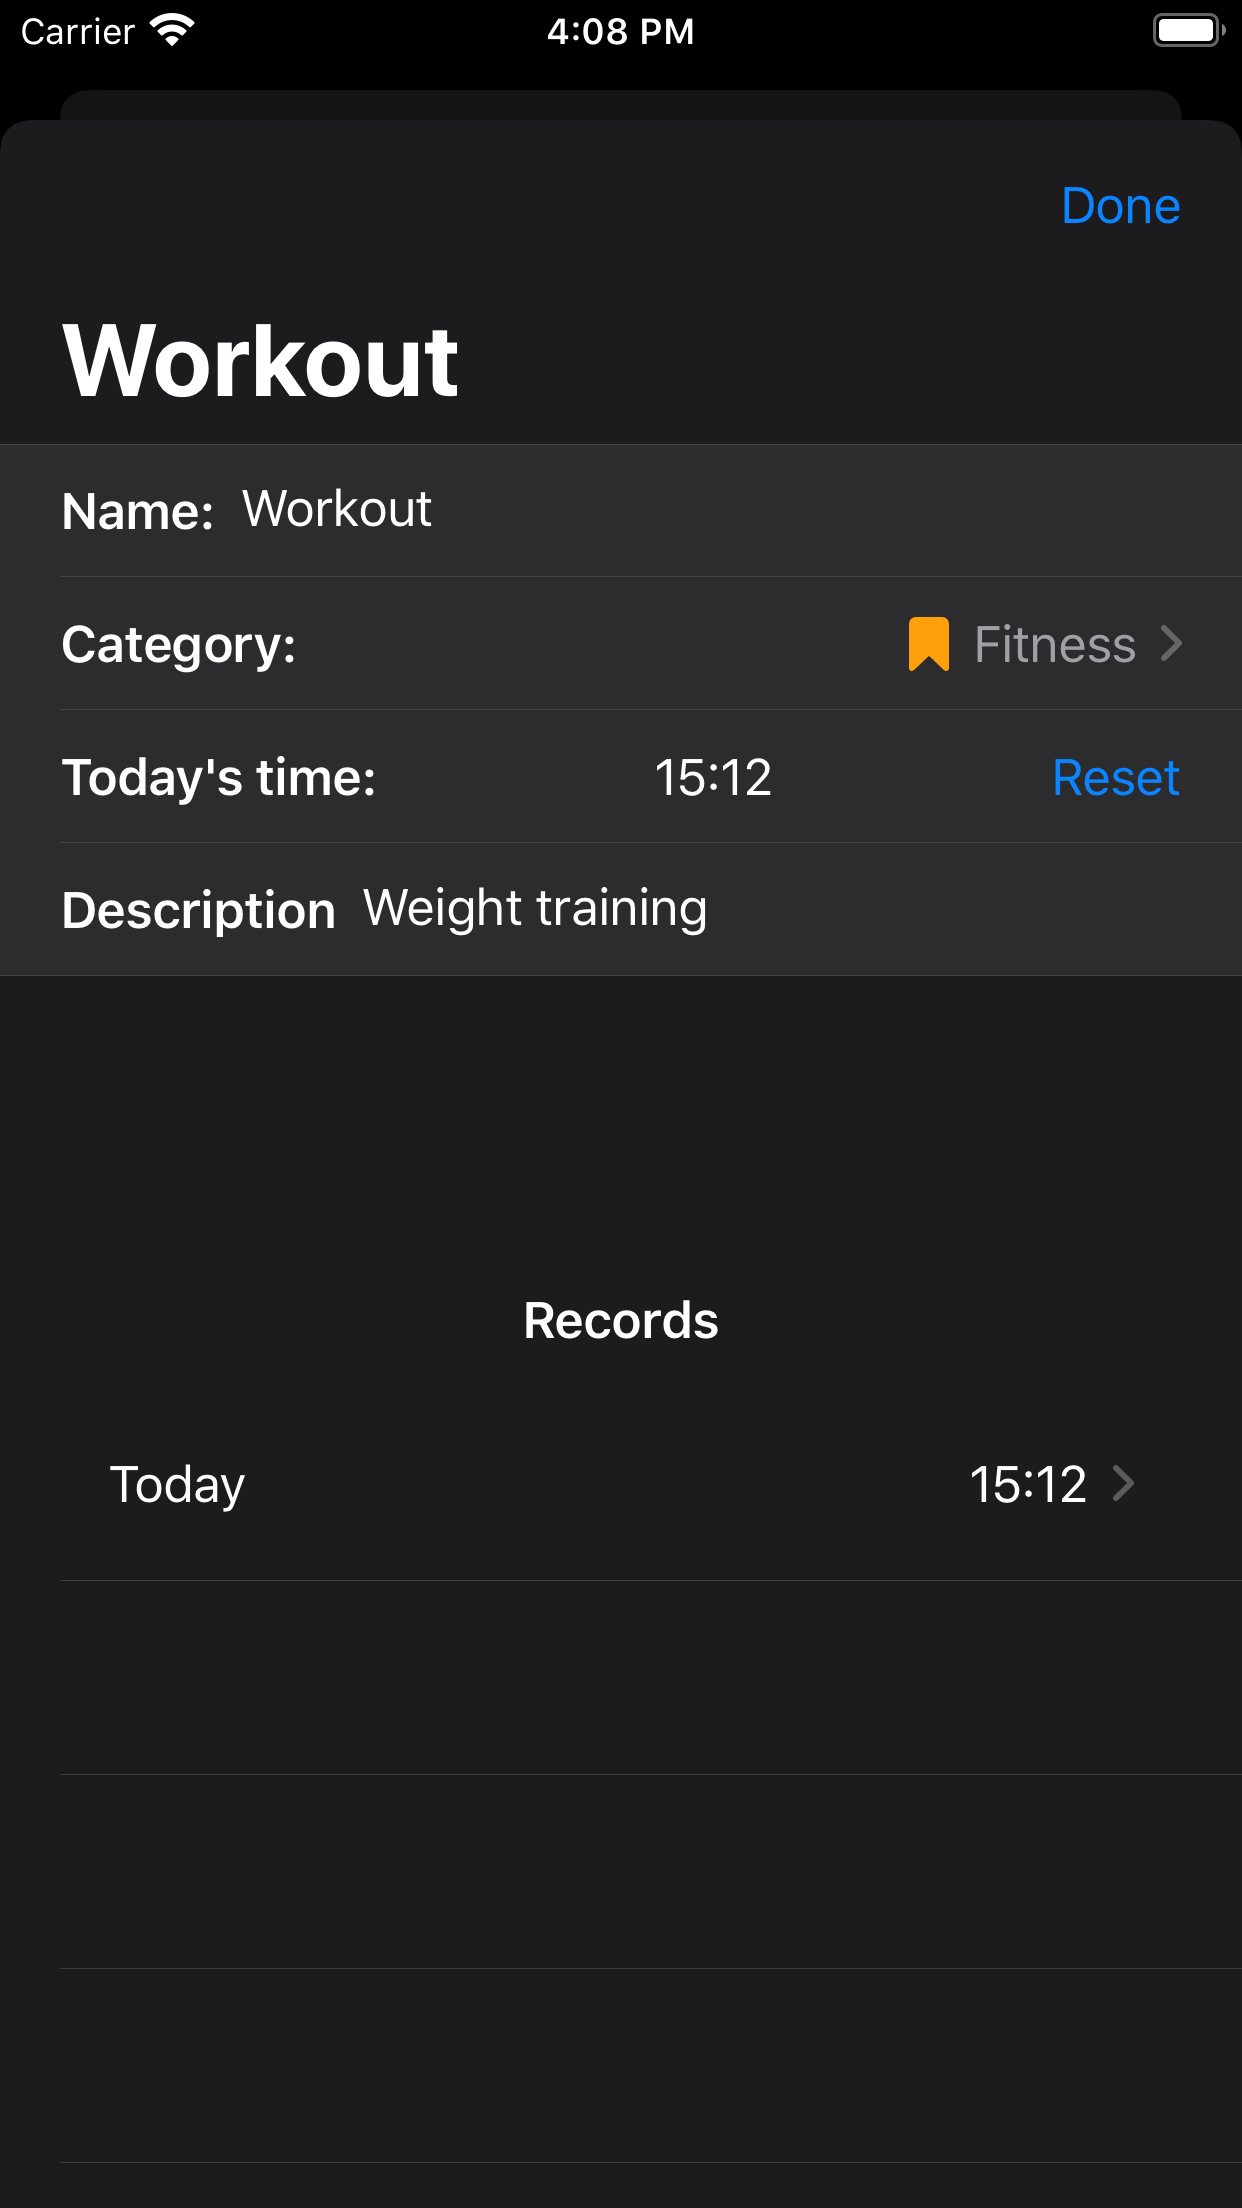 Carrier 4:08 PM
Done
Workout
Name: Workout
Category: Fitness
Today's time: 15:12 Reset
Description Weight training
Records
Today 15:12